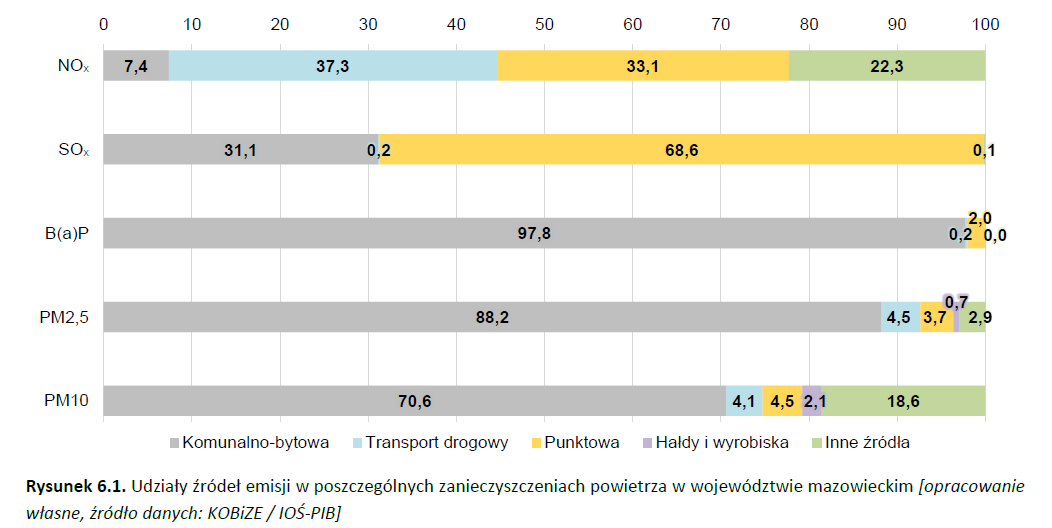 0 10 20 30 40 50 60 70 80 90 100
NOₓ 7,4 37,3 33,1 22,3
SOₓ 31,1 0,2 68,6 0,1
B(a)P 97,8 0,2 2,0 0,0
PM2,5 88,2 4,5 3,7 0,7 2,9
PM10 70,6 4,1 4,5 2,1 18,6
Komunalno-bytowa Transport drogowy Punktowa Hałdy i wyrobiska Inne źródła
Rysunek 6.1. Udziały źródeł emisji w poszczególnych zanieczyszczeniach powietrza w województwie mazowieckim [opracowanie
własne, źródło danych: KOBiZE / IOŚ-PIB]